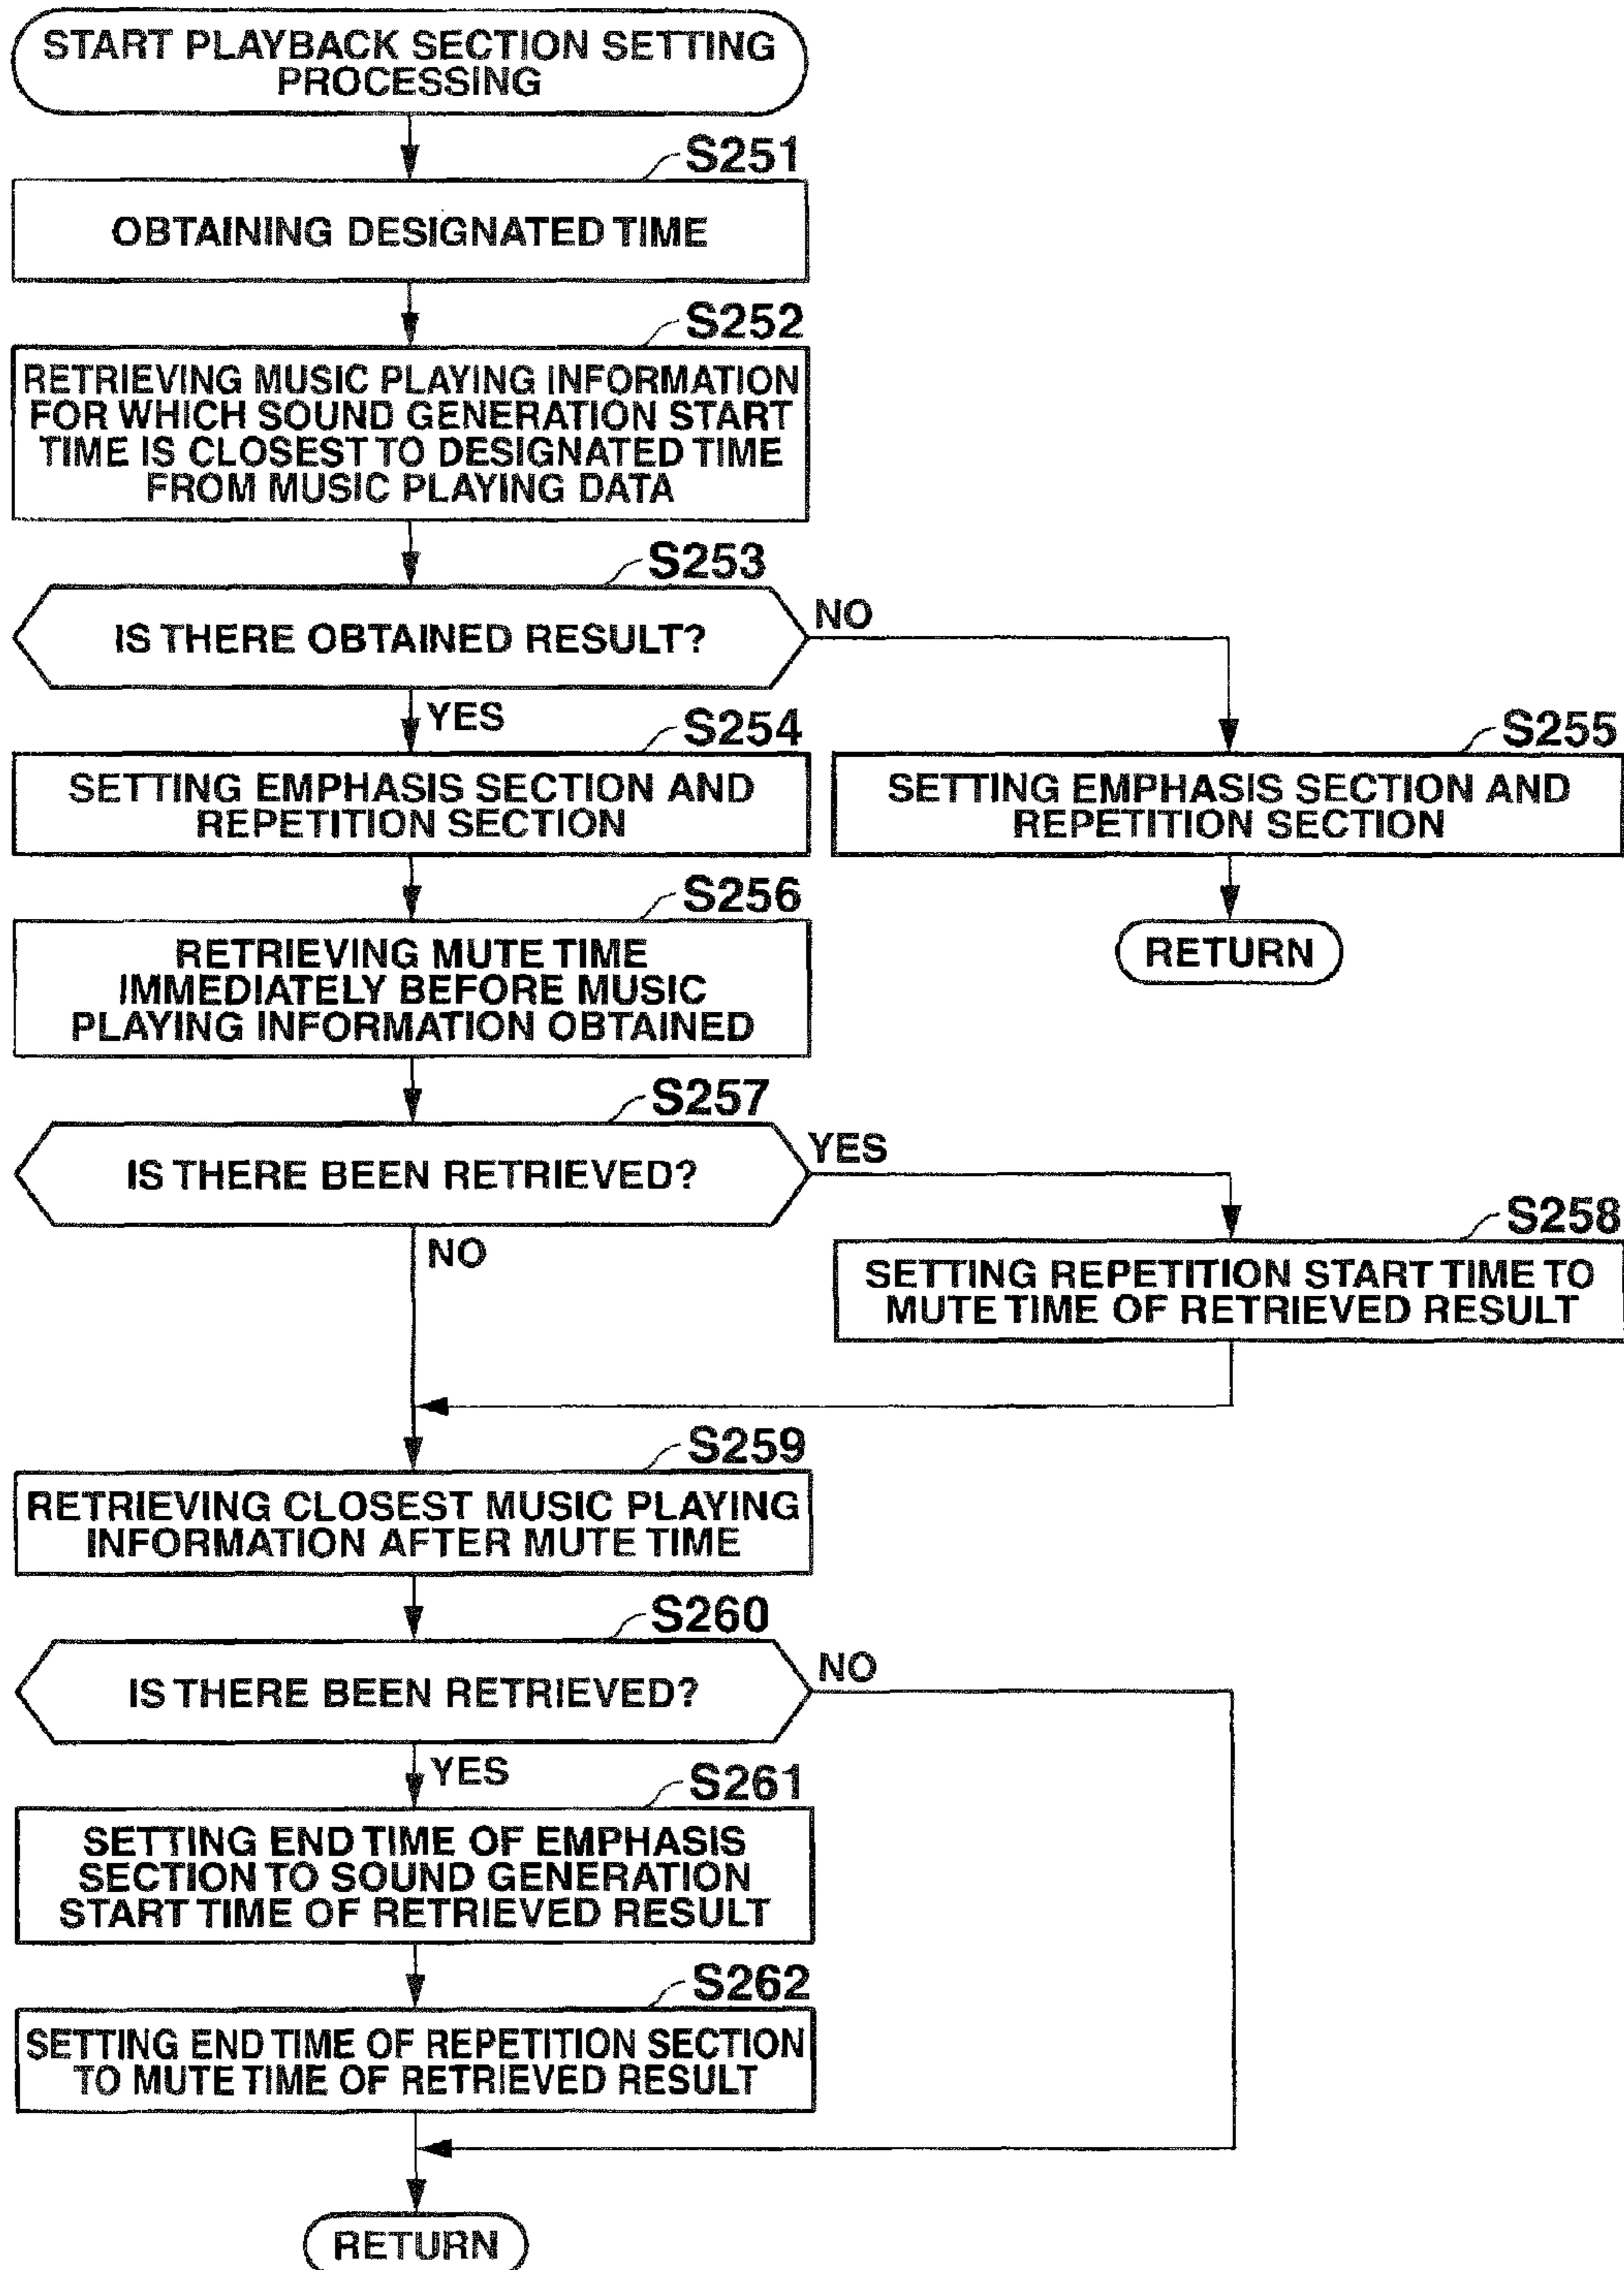 START PLAYBACK SECTION SETTING
PROCESSING
S251
OBTAINING DESIGNATED TIME
S252
RETRIEVING MUSIC PLAYING INFORMATION
FOR WHICH SOUND GENERATION START
TIME IS CLOSEST TO DESIGNATED TIME
FROM MUSIC PLAYING DATA
S253
IS THERE OBTAINED RESULT?
NO
YES
S254
SETTING EMPHASIS SECTION AND
REPETITION SECTION
S255
SETTING EMPHASIS SECTION AND
REPETITION SECTION
RETURN
S256
RETRIEVING MUTE TIME
IMMEDIATELY BEFORE MUSIC
PLAYING INFORMATION OBTAINED
S257
IS THERE BEEN RETRIEVED?
YES
NO
S258
SETTING REPETITION START TIME TO
MUTE TIME OF RETRIEVED RESULT
S259
RETRIEVING CLOSEST MUSIC PLAYING
INFORMATION AFTER MUTE TIME
S260
IS THERE BEEN RETRIEVED?
NO
YES
S261
SETTING END TIME OF EMPHASIS
SECTION TO SOUND GENERATION
START TIME OF RETRIEVED RESULT
S262
SETTING END TIME OF REPETITION SECTION
TO MUTE TIME OF RETRIEVED RESULT
RETURN